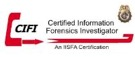 CIFI
Certified Information
Forensics Investigator
An IISFA Certification